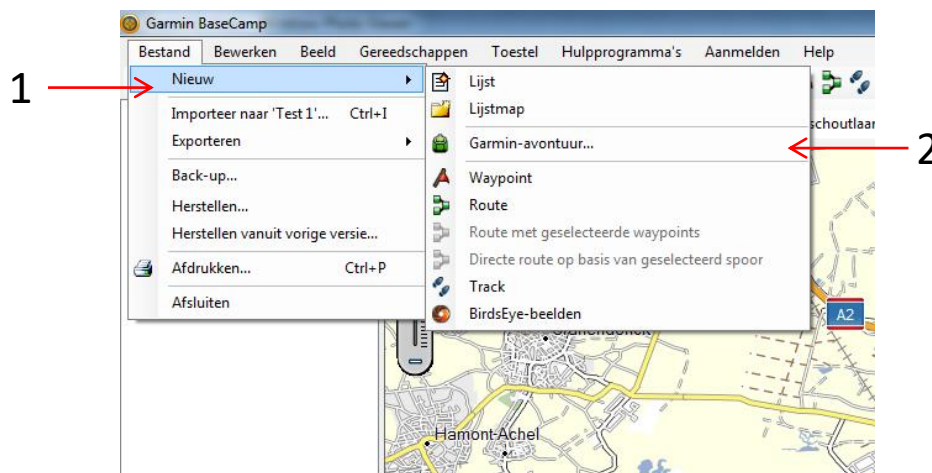 Garmin BaseCamp
Bestand Bewerken Beeld Gereedschappen Toestel Hulpprogramma's Aanmelden Help
1
Nieuw
Importeer naar 'Test 1'... Ctrl+I
Exporteren
Back-up...
Herstellen...
Herstellen vanuit vorige versie...
Afdrukken... Ctrl+P
Afsluiten
Lijst
Lijstmap
Garmin-avontuur...
2
Waypoint
Route
Route met geselecteerde waypoints
Directe route op basis van geselecteerd spoor
Track
BirdsEye-beelden
A2
Hamont-Achel